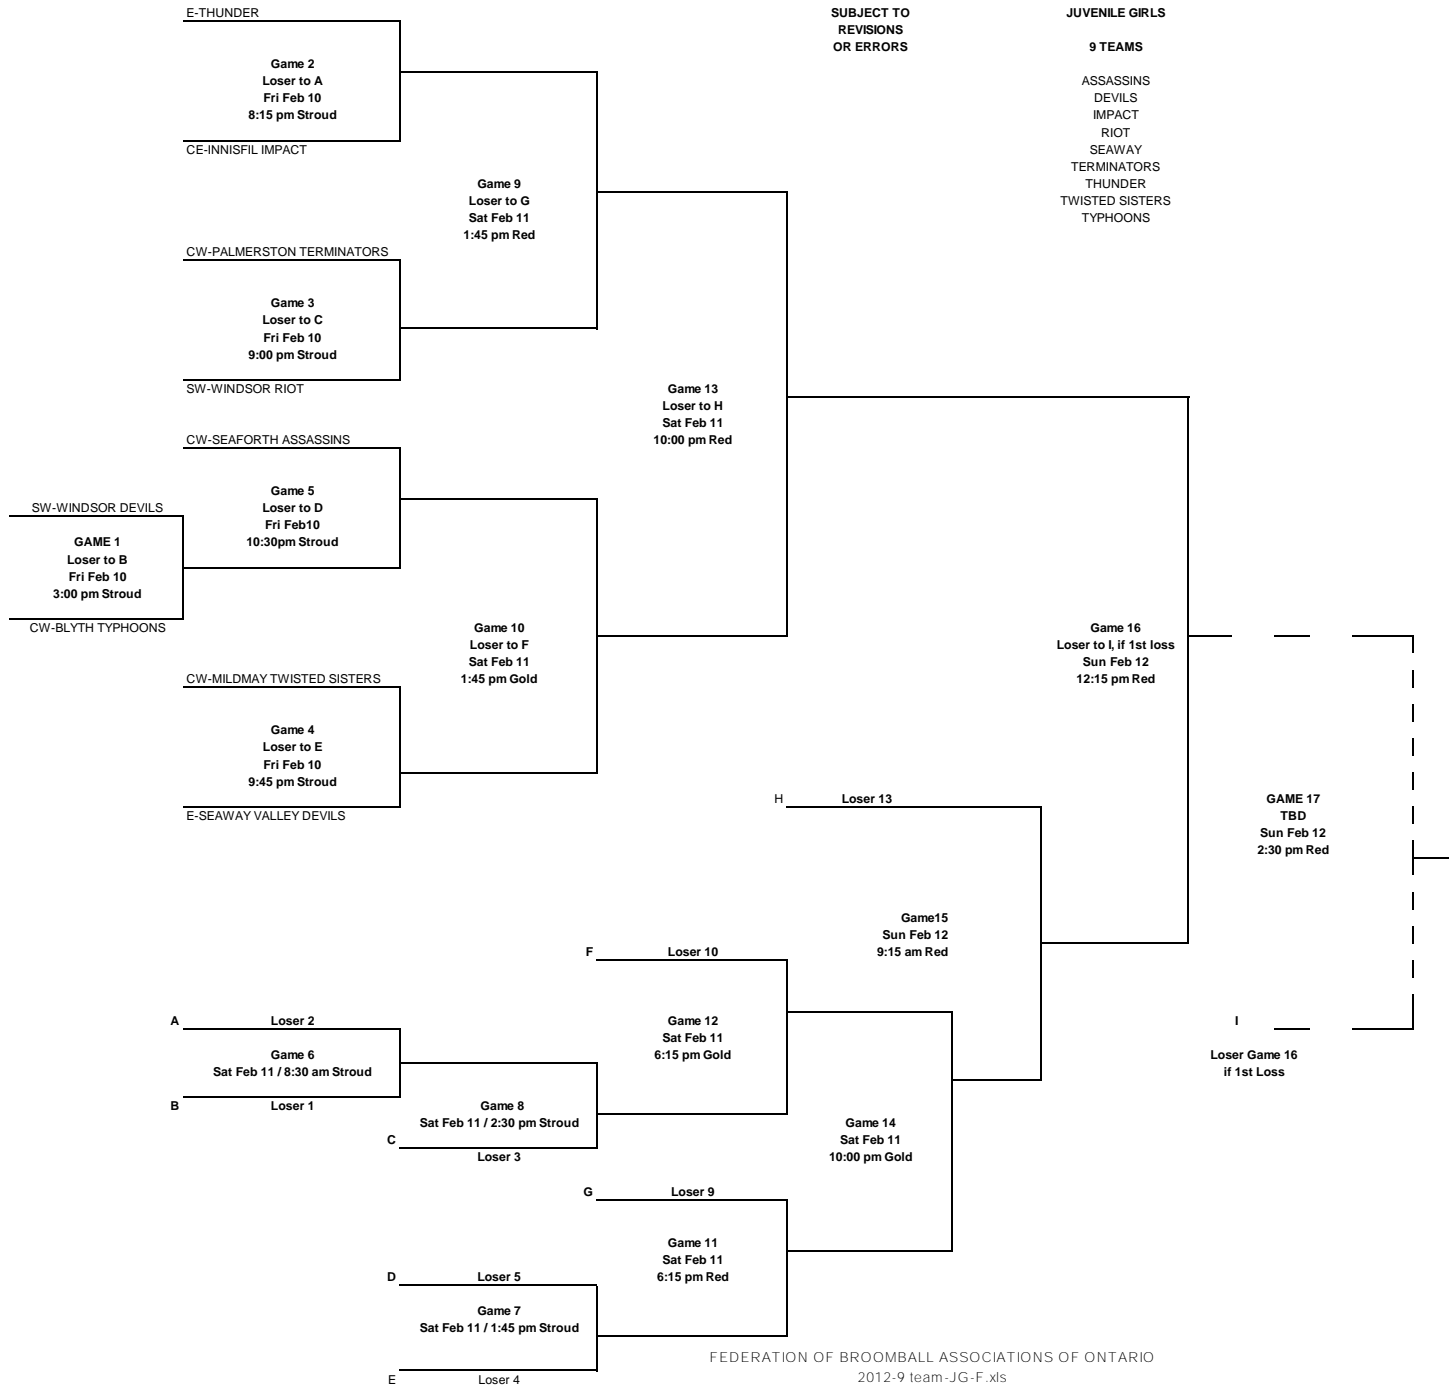 E-THUNDER
Game 2
Loser to A
Fri Feb 10
8:15 pm Stroud
CE-INNISFIL IMPACT
SUBJECT TO
REVISIONS
OR ERRORS
JUVENILE GIRLS
9 TEAMS
ASSASSINS
DEVILS
IMPACT
RIOT
SEAWAY
TERMINATORS
THUNDER
TWISTED SISTERS
TYPHOONS
Game 9
Loser to G
Sat Feb 11
1:45 pm Red
CW-PALMERSTON TERMINATORS
Game 3
Loser to C
Fri Feb 10
9:00 pm Stroud
SW-WINDSOR RIOT
Game 13
Loser to H
Sat Feb 11
10:00 pm Red
CW-SEAFORTH ASSASSINS
Game 5
Loser to D
Fri Feb10
10:30pm Stroud
SW-WINDSOR DEVILS
GAME 1
Loser to B
Fri Feb 10
3:00 pm Stroud
CW-BLYTH TYPHOONS
Game 10
Loser to F
Sat Feb 11
1:45 pm Gold
Game 16
Loser to I, if 1st loss
Sun Feb 12
12:15 pm Red
CW-MILDMAY TWISTED SISTERS
Game 4
Loser to E
Fri Feb 10
9:45 pm Stroud
E-SEAWAY VALLEY DEVILS
H Loser 13
GAME 17
TBD
Sun Feb 12
2:30 pm Red
Game15
Sun Feb 12
9:15 am Red
F Loser 10
Game 12
Sat Feb 11
6:15 pm Gold
A Loser 2
Game 6
Sat Feb 11 / 8:30 am Stroud
B Loser 1
I
Loser Game 16
if 1st Loss
Game 8
Sat Feb 11 / 2:30 pm Stroud
C
Loser 3
Game 14
Sat Feb 11
10:00 pm Gold
G Loser 9
Game 11
Sat Feb 11
6:15 pm Red
D Loser 5
Game 7
Sat Feb 11 / 1:45 pm Stroud
E Loser 4
FEDERATION OF BROOMBALL ASSOCIATIONS OF ONTARIO
2012-9 team-JG-F.xls